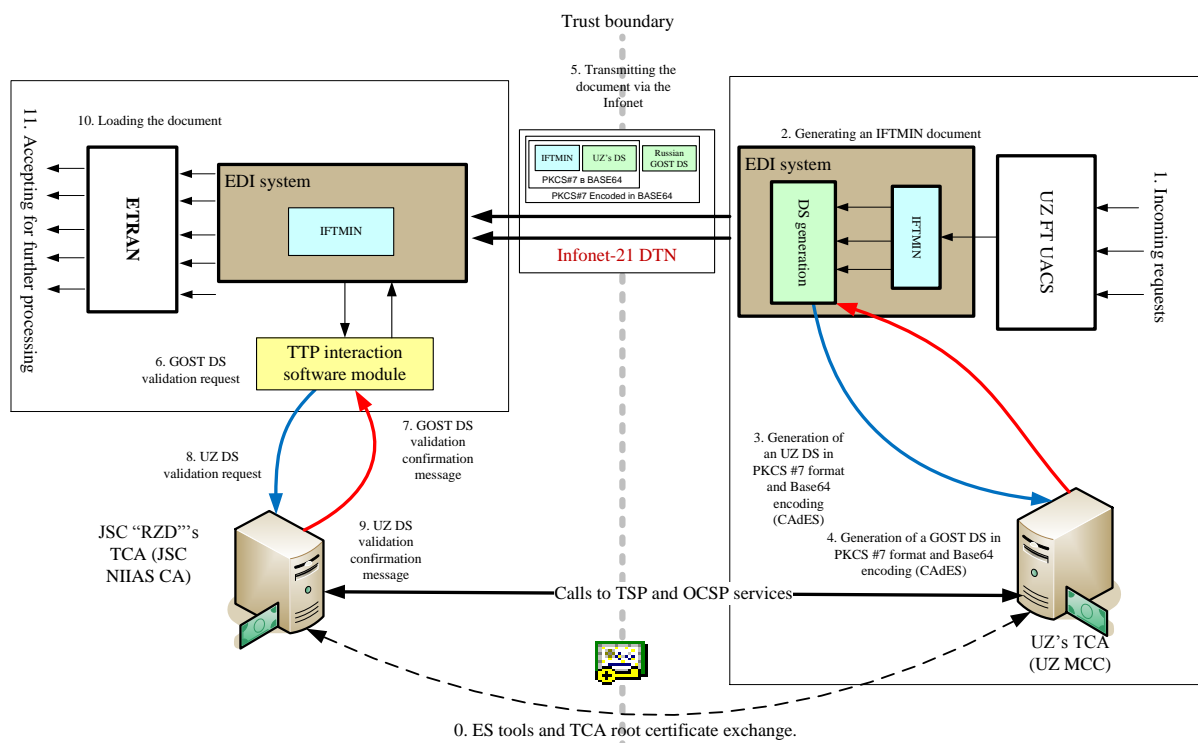 Trust boundary
5. Transmitting the
document via the
Infonet
11. Accepting for further processing
10. Loading the document
ETRAN
EDI system
IFTMIN
IFTMIN
UZ's DS
Russian
GOST DS
PKCS#7 в BASE64
PKCS#7 Encoded in BASE64
Infonet-21 DTN
2. Generating an IFTMIN document
EDI system
DS generation
IFTMIN
UZ FT UACS
1. Incoming requests
6. GOST DS
validation request
TTP interaction
software module
7. GOST DS
validation
confirmation
message
8. UZ DS
validation request
JSC “RZD”’s
TCA (JSC
NIIAS CA)
9. UZ DS
validation
confirmation
message
3. Generation of
an UZ DS in
PKCS #7 format
and Base64
encoding
(CAdES)
4. Generation of a GOST DS in
PKCS #7 format and Base64
encoding (CAdES)
Calls to TSP and OCSP services
UZ’s TCA
(UZ MCC)
0. ES tools and TCA root certificate exchange.